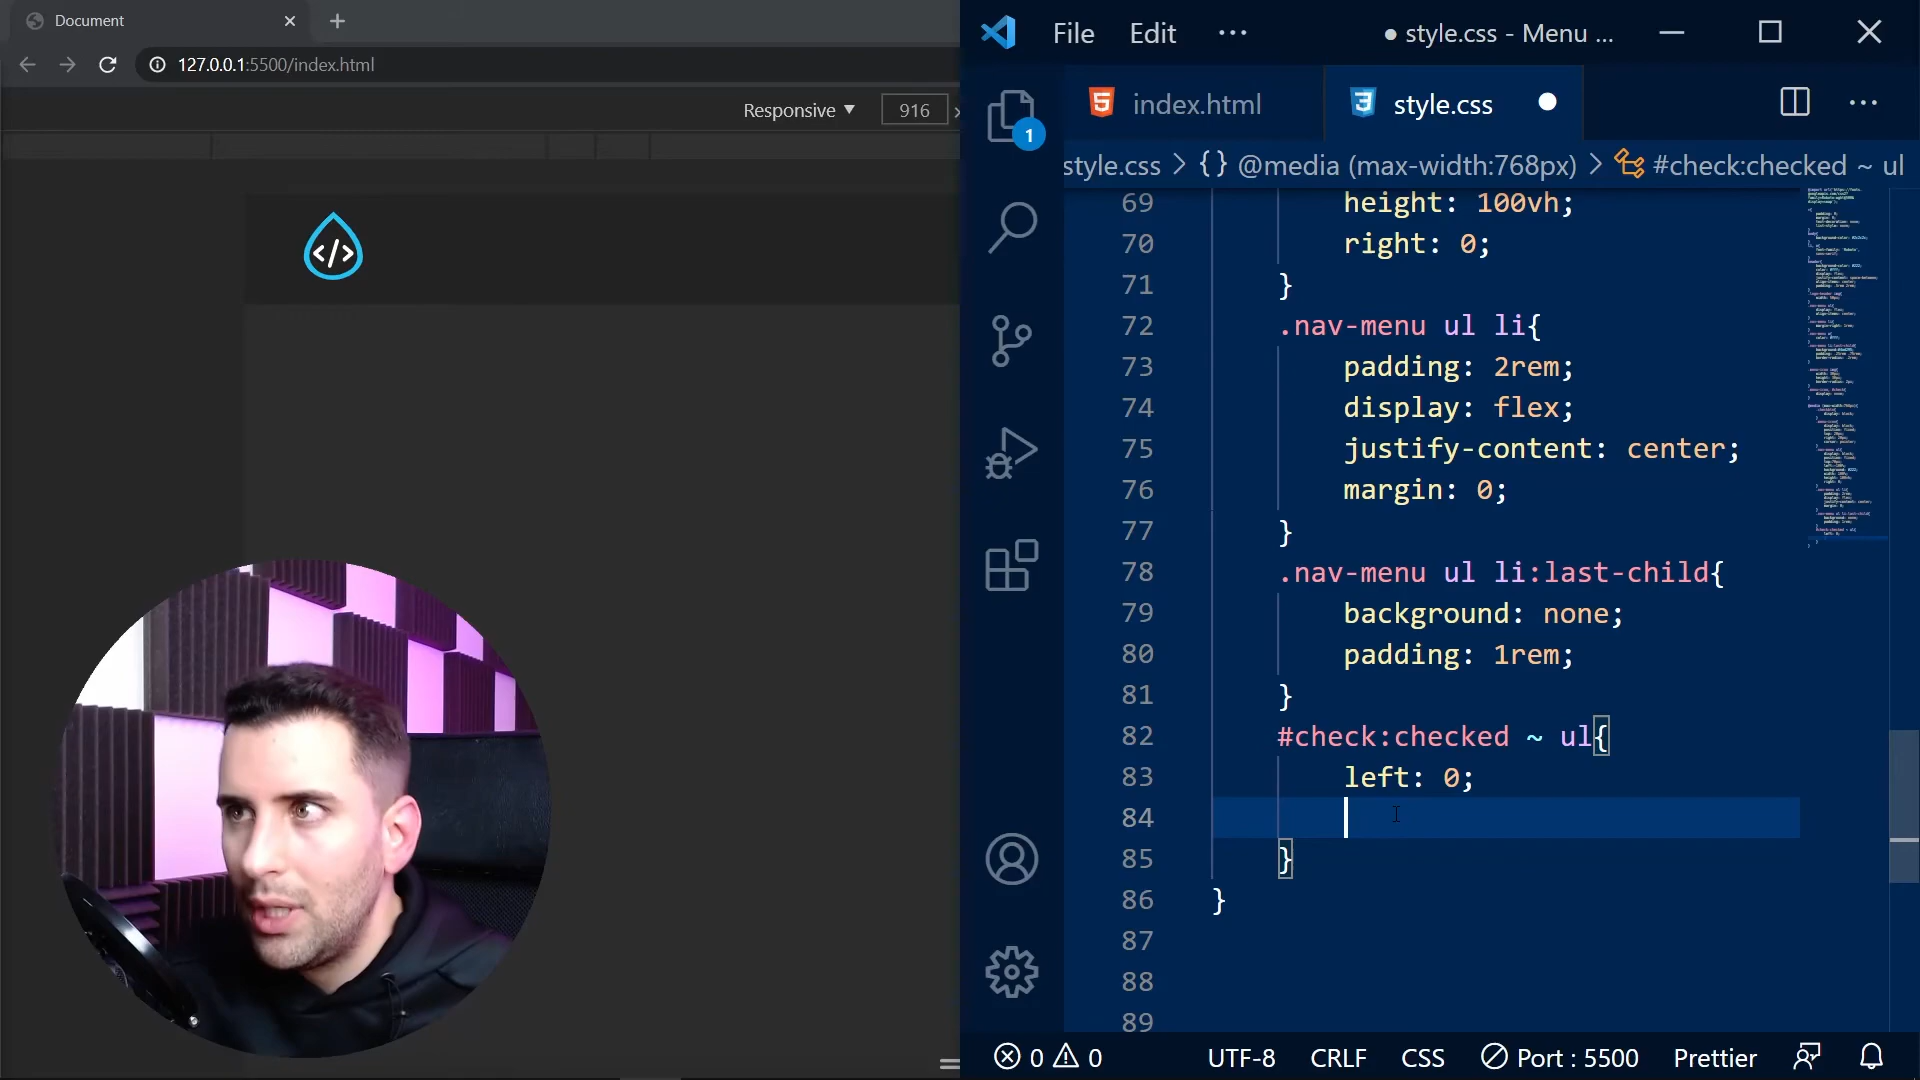 Document
127.0.0.1:5500/index.html
Responsive ▼ 916
</>
File Edit ···
● style.css - Menu ...
index.html
style.css
1
style.css > {} @media (max-width:768px) > #check:checked ~ ul
69 height: 100vh;
70 right: 0;
71 }
72 .nav-menu ul li{
73 padding: 2rem;
74 display: flex;
75 justify-content: center;
76 margin: 0;
77 }
78 .nav-menu ul li:last-child{
79 background: none;
80 padding: 1rem;
81 }
82 #check:checked ~ ul{
83 left: 0;
84
85 }
86 }
87
88
89
0 0 UTF-8 CRLF CSS Port : 5500 Prettier